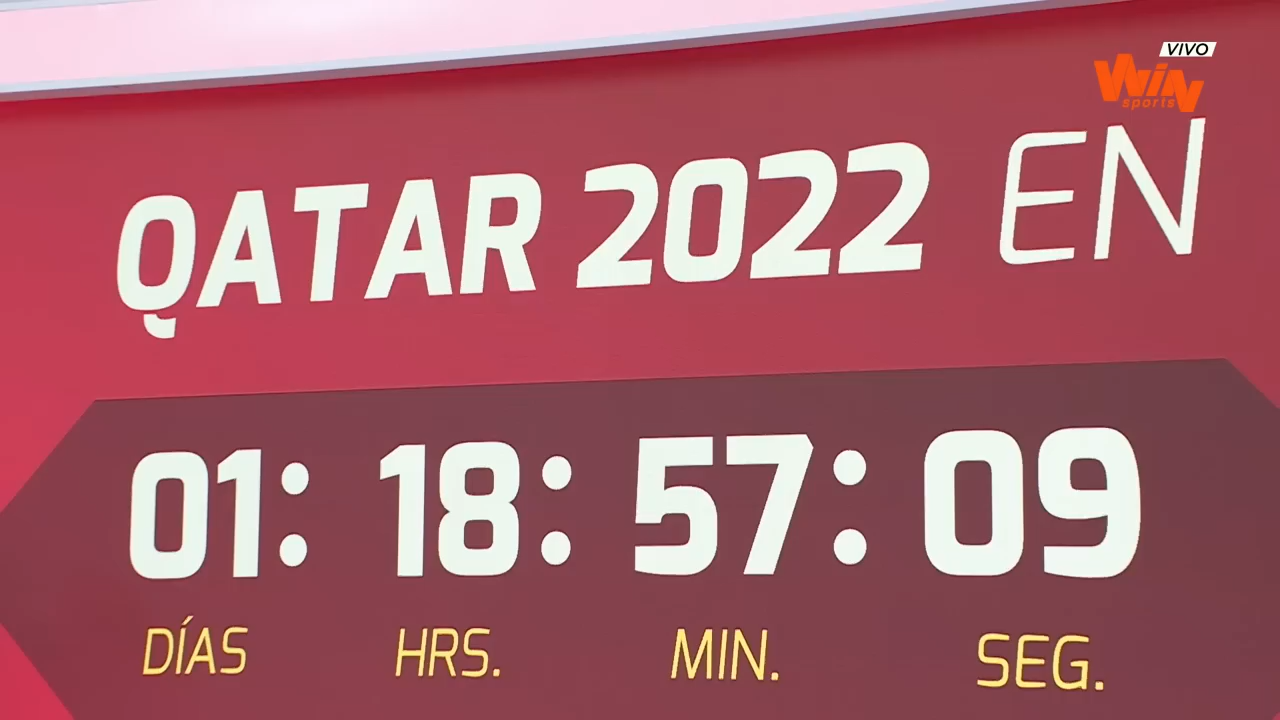 VIVO
WIN
sports
QATAR 2022 EN
01: 18: 57: 09
DÍAS HRS. MIN. SEG.